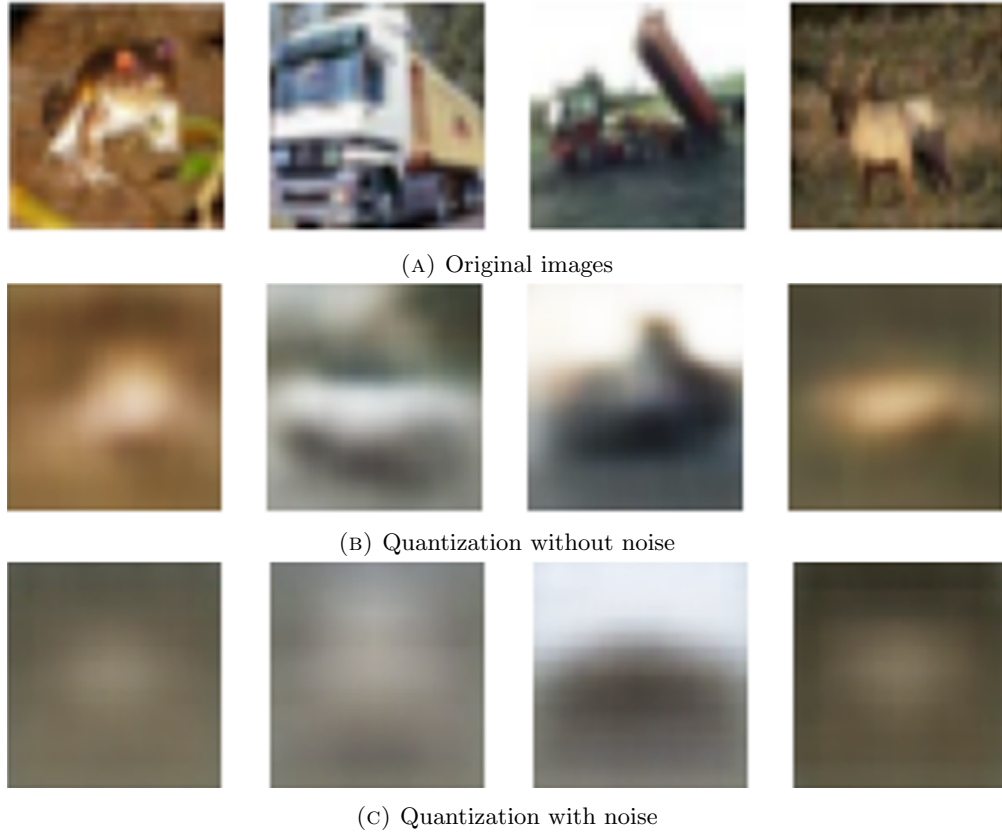 (A) Original images
(B) Quantization without noise
(C) Quantization with noise